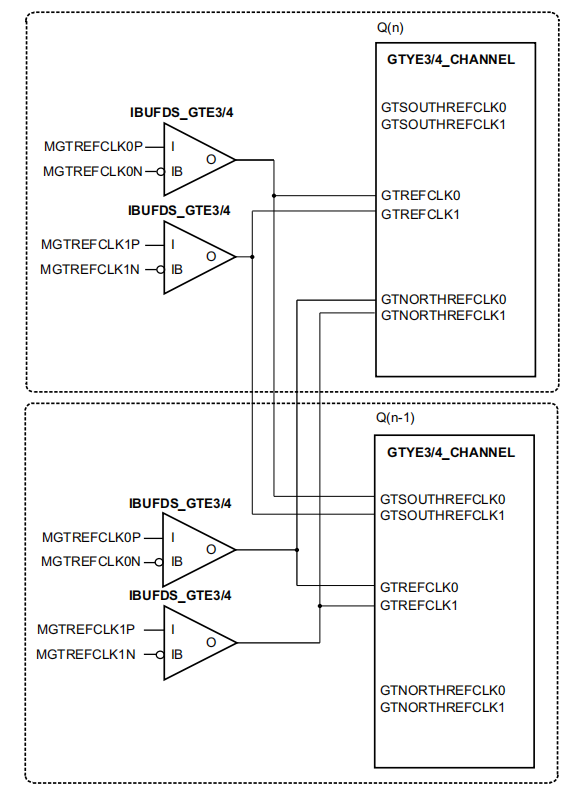 Q(n)
GTYE3/4_CHANNEL
IBUFDS_GTE3/4
MGTREFCLK0P
I
O
MGTREFCLK0N
IB
GTSOUTHREFCLK0
GTSOUTHREFCLK1
IBUFDS_GTE3/4
MGTREFCLK1P
I
O
MGTREFCLK1N
IB
GTREFCLK0
GTREFCLK1
GTNORTHREFCLK0
GTNORTHREFCLK1
Q(n-1)
GTYE3/4_CHANNEL
IBUFDS_GTE3/4
MGTREFCLK0P
I
O
MGTREFCLK0N
IB
GTSOUTHREFCLK0
GTSOUTHREFCLK1
IBUFDS_GTE3/4
MGTREFCLK1P
I
O
MGTREFCLK1N
IB
GTREFCLK0
GTREFCLK1
GTNORTHREFCLK0
GTNORTHREFCLK1